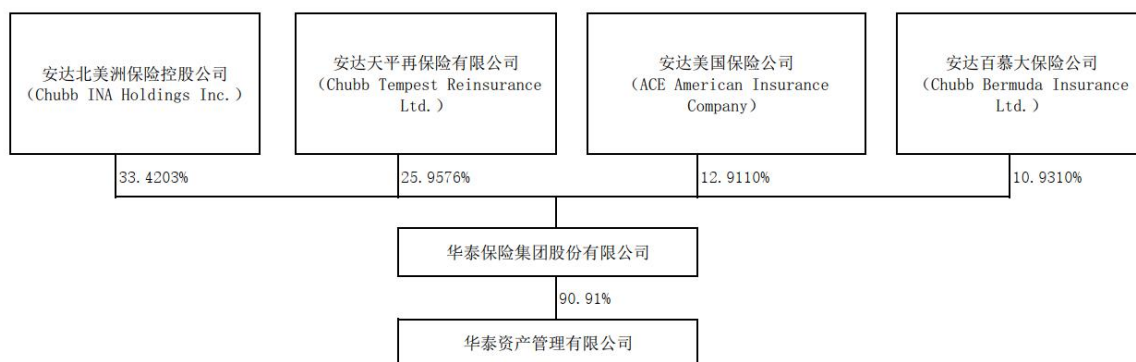 安达北美洲保险控股公司
（Chubb INA Holdings Inc.）
安达天平再保险有限公司
（Chubb Tempest Reinsurance
Ltd.）
安达美国保险公司
（ACE American Insurance
Company）
安达百慕大保险公司
（Chubb Bermuda Insurance
Ltd.）
33.4203%
25.9576%
12.9110%
10.9310%
华泰保险集团股份有限公司
90.91%
华泰资产管理有限公司